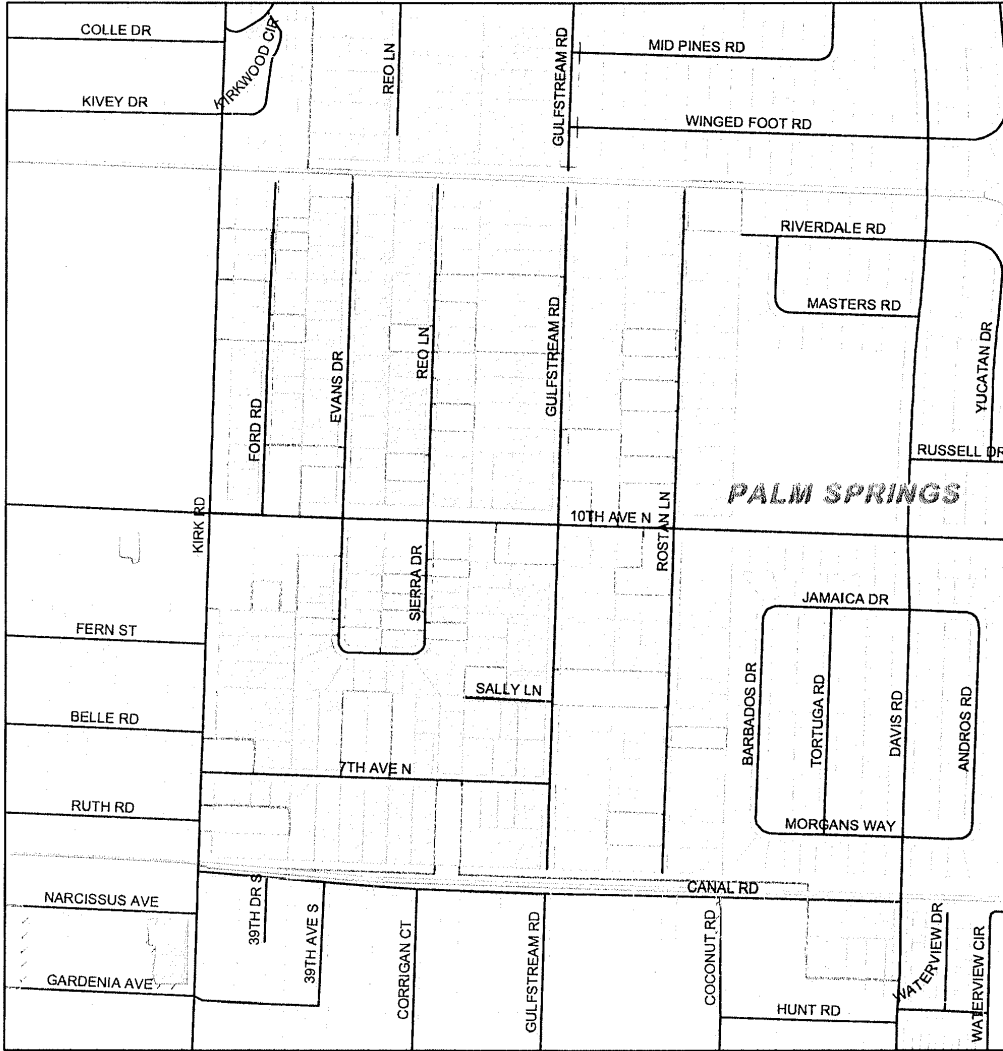 COLLE DR
KIRKWOOD CIR
REO LN
GULFSTREAM RD
MID PINES RD
KIVEY DR
WINGED FOOT RD
RIVERDALE RD
MASTERS RD
FORD RD
EVANS DR
REO LN
GULFSTREAM RD
YUCATAN DR
RUSSELL DR
PALM SPRINGS
KIRK RD
10TH AVE N
ROSTAN LN
SIERRA DR
JAMAICA DR
FERN ST
SALLY LN
BARBADOS DR
TORTUGA RD
DAVIS RD
ANDROS RD
BELLE RD
7TH AVE N
RUTH RD
MORGANS WAY
CANAL RD
NARCISSUS AVE
39TH DR S
39TH AVE S
CORRIGAN CT
GULFSTREAM RD
COCONUT RD
WATERVIEW DR
WATERVIEW CIR
GARDENIA AVE
HUNT RD